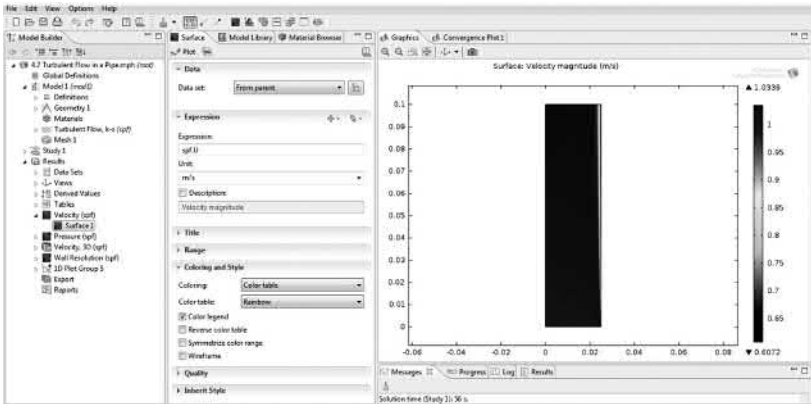 File Edit View Options Help
Model Builder
4.7 Turbulent Flow in a Pipe.mph (root)
Global Definitions
Model 1 (mod1)
Definitions
Geometry 1
Materials
Turbulent Flow, k-ε (spf)
Mesh 1
Study 1
Results
Data Sets
Views
Derived Values
Tables
Velocity (spf)
Surface 1
Pressure (spf)
Velocity, 3D (spf)
Wall Resolution (spf)
1D Plot Group 5
Export
Reports
Surface Model Library Material Browser
Plot
Data
Data set: From parent
Expression
Expression:
spf.U
Unit:
m/s
Description:
Velocity magnitude
Title
Range
Coloring and Style
Coloring: Color table
Color table: Rainbow
Color legend
Reverse color table
Symmetrize color range
Wireframe
Quality
Inherit Style
Graphics Convergence Plot 1
Surface: Velocity magnitude (m/s)
▲ 1.0336
0.1
0.09
0.08
0.07
0.06
0.05
0.04
0.03
0.02
0.01
0
-0.06 -0.04 -0.02 0 0.02 0.04 0.06 0.08
1
0.95
0.9
0.85
0.8
0.75
0.7
0.65
▼ 0.6072
Messages Progress Log Results
Solution time (Study 1): 56 s.